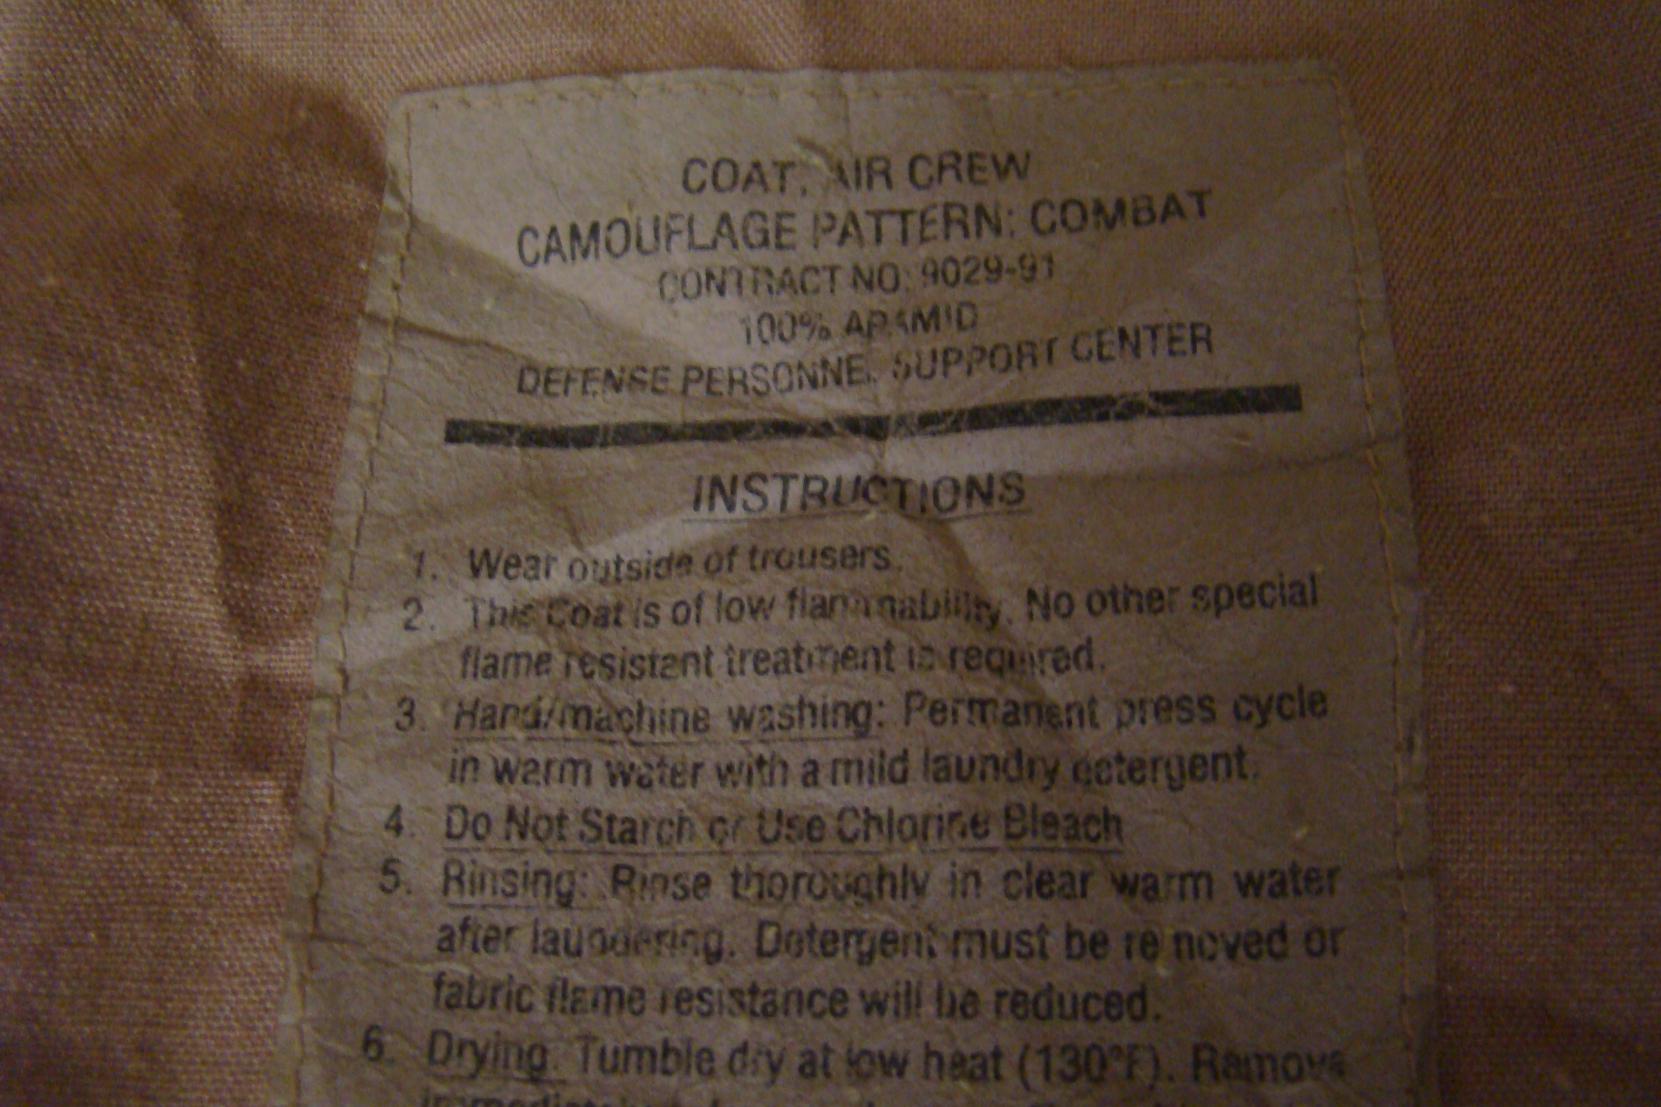 COAT, AIR CREW
CAMOUFLAGE PATTERN: COMBAT
CONTRACT NO: 9029-91
100% ARAMID
DEFENSE PERSONNEL SUPPORT CENTER
INSTRUCTIONS
1. Wear outside of trousers.
2. This Coat is of low flammability. No other special
flame resistant treatment is required.
3. Hand/machine washing: Permanent press cycle
in warm water with a mild laundry detergent.
4. Do Not Starch or Use Chlorine Bleach
5. Rinsing: Rinse thoroughly in clear warm water
after laundering. Detergent must be removed or
fabric flame resistance will be reduced.
6. Drying: Tumble dry at low heat (130°F). Remove